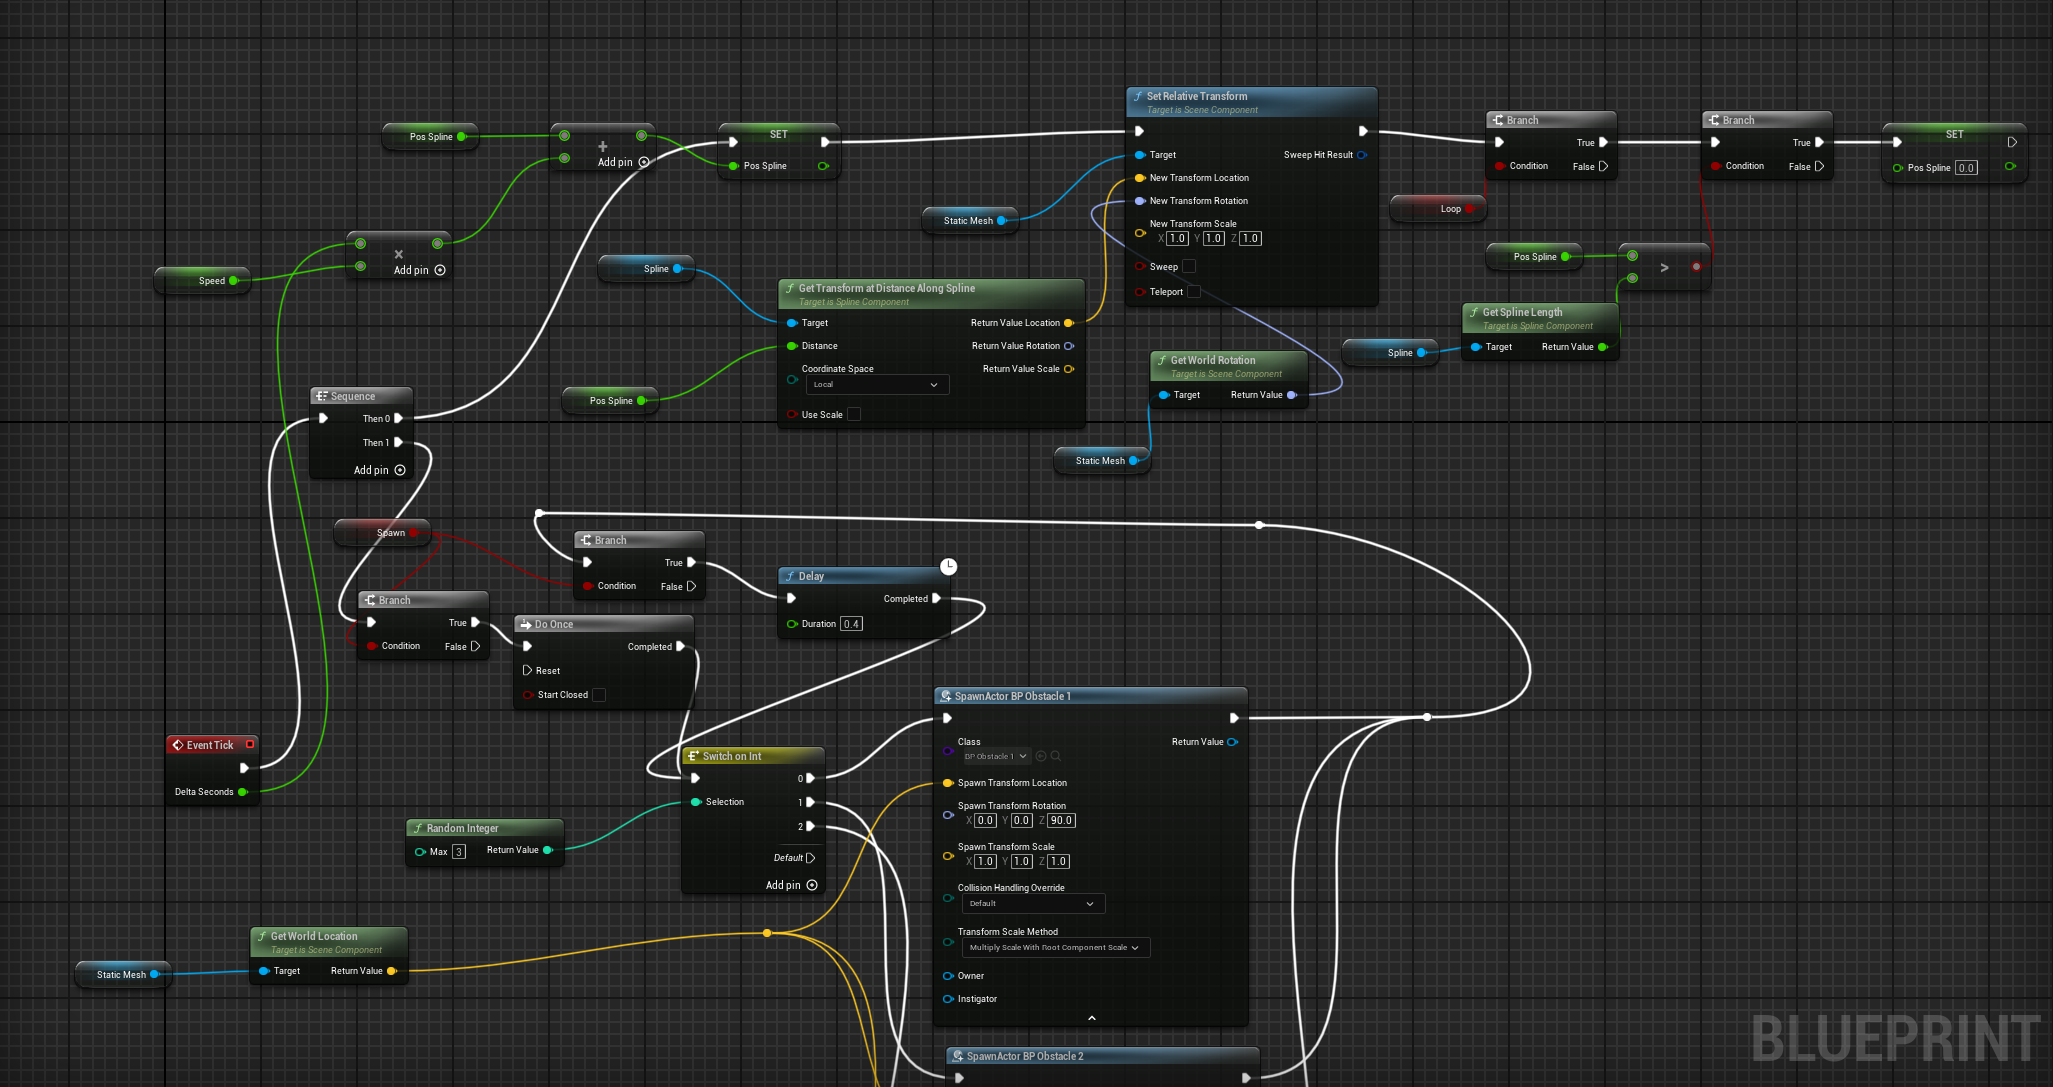 Pos Spline
Add pin
SET
Pos Spline
Add pin
Speed
Spline
Get Transform at Distance Along Spline
Target is Spline Component
Target
Return Value Location
Distance
Return Value Rotation
Coordinate Space
Return Value Scale
Local
Use Scale
Pos Spline
Static Mesh
Set Relative Transform
Target is Scene Component
Target
Sweep Hit Result
New Transform Location
New Transform Rotation
New Transform Scale
X 1.0 Y 1.0 Z 1.0
Sweep
Teleport
Get World Rotation
Target is Scene Component
Target
Return Value
Static Mesh
Branch
True
Condition
False
Loop
Branch
True
Condition
False
SET
Pos Spline 0.0
Pos Spline
>
Get Spline Length
Target is Spline Component
Target
Return Value
Spline
Sequence
Then 0
Then 1
Add pin
Spawn
Branch
True
Condition
False
Branch
True
Condition
False
Do Once
Completed
Reset
Start Closed
Delay
Completed
Duration 0.4
Event Tick
Delta Seconds
Random Integer
Max 3
Return Value
Switch on Int
0
Selection
1
2
Default
Add pin
Static Mesh
Get World Location
Target is Scene Component
Target
Return Value
SpawnActor BP Obstacle 1
Class
Return Value
BP Obstacle 1
Spawn Transform Location
Spawn Transform Rotation
X 0.0 Y 0.0 Z 90.0
Spawn Transform Scale
X 1.0 Y 1.0 Z 1.0
Collision Handling Override
Default
Transform Scale Method
Multiply Scale With Root Component Scale
Owner
Instigator
SpawnActor BP Obstacle 2
BLUEPRINT